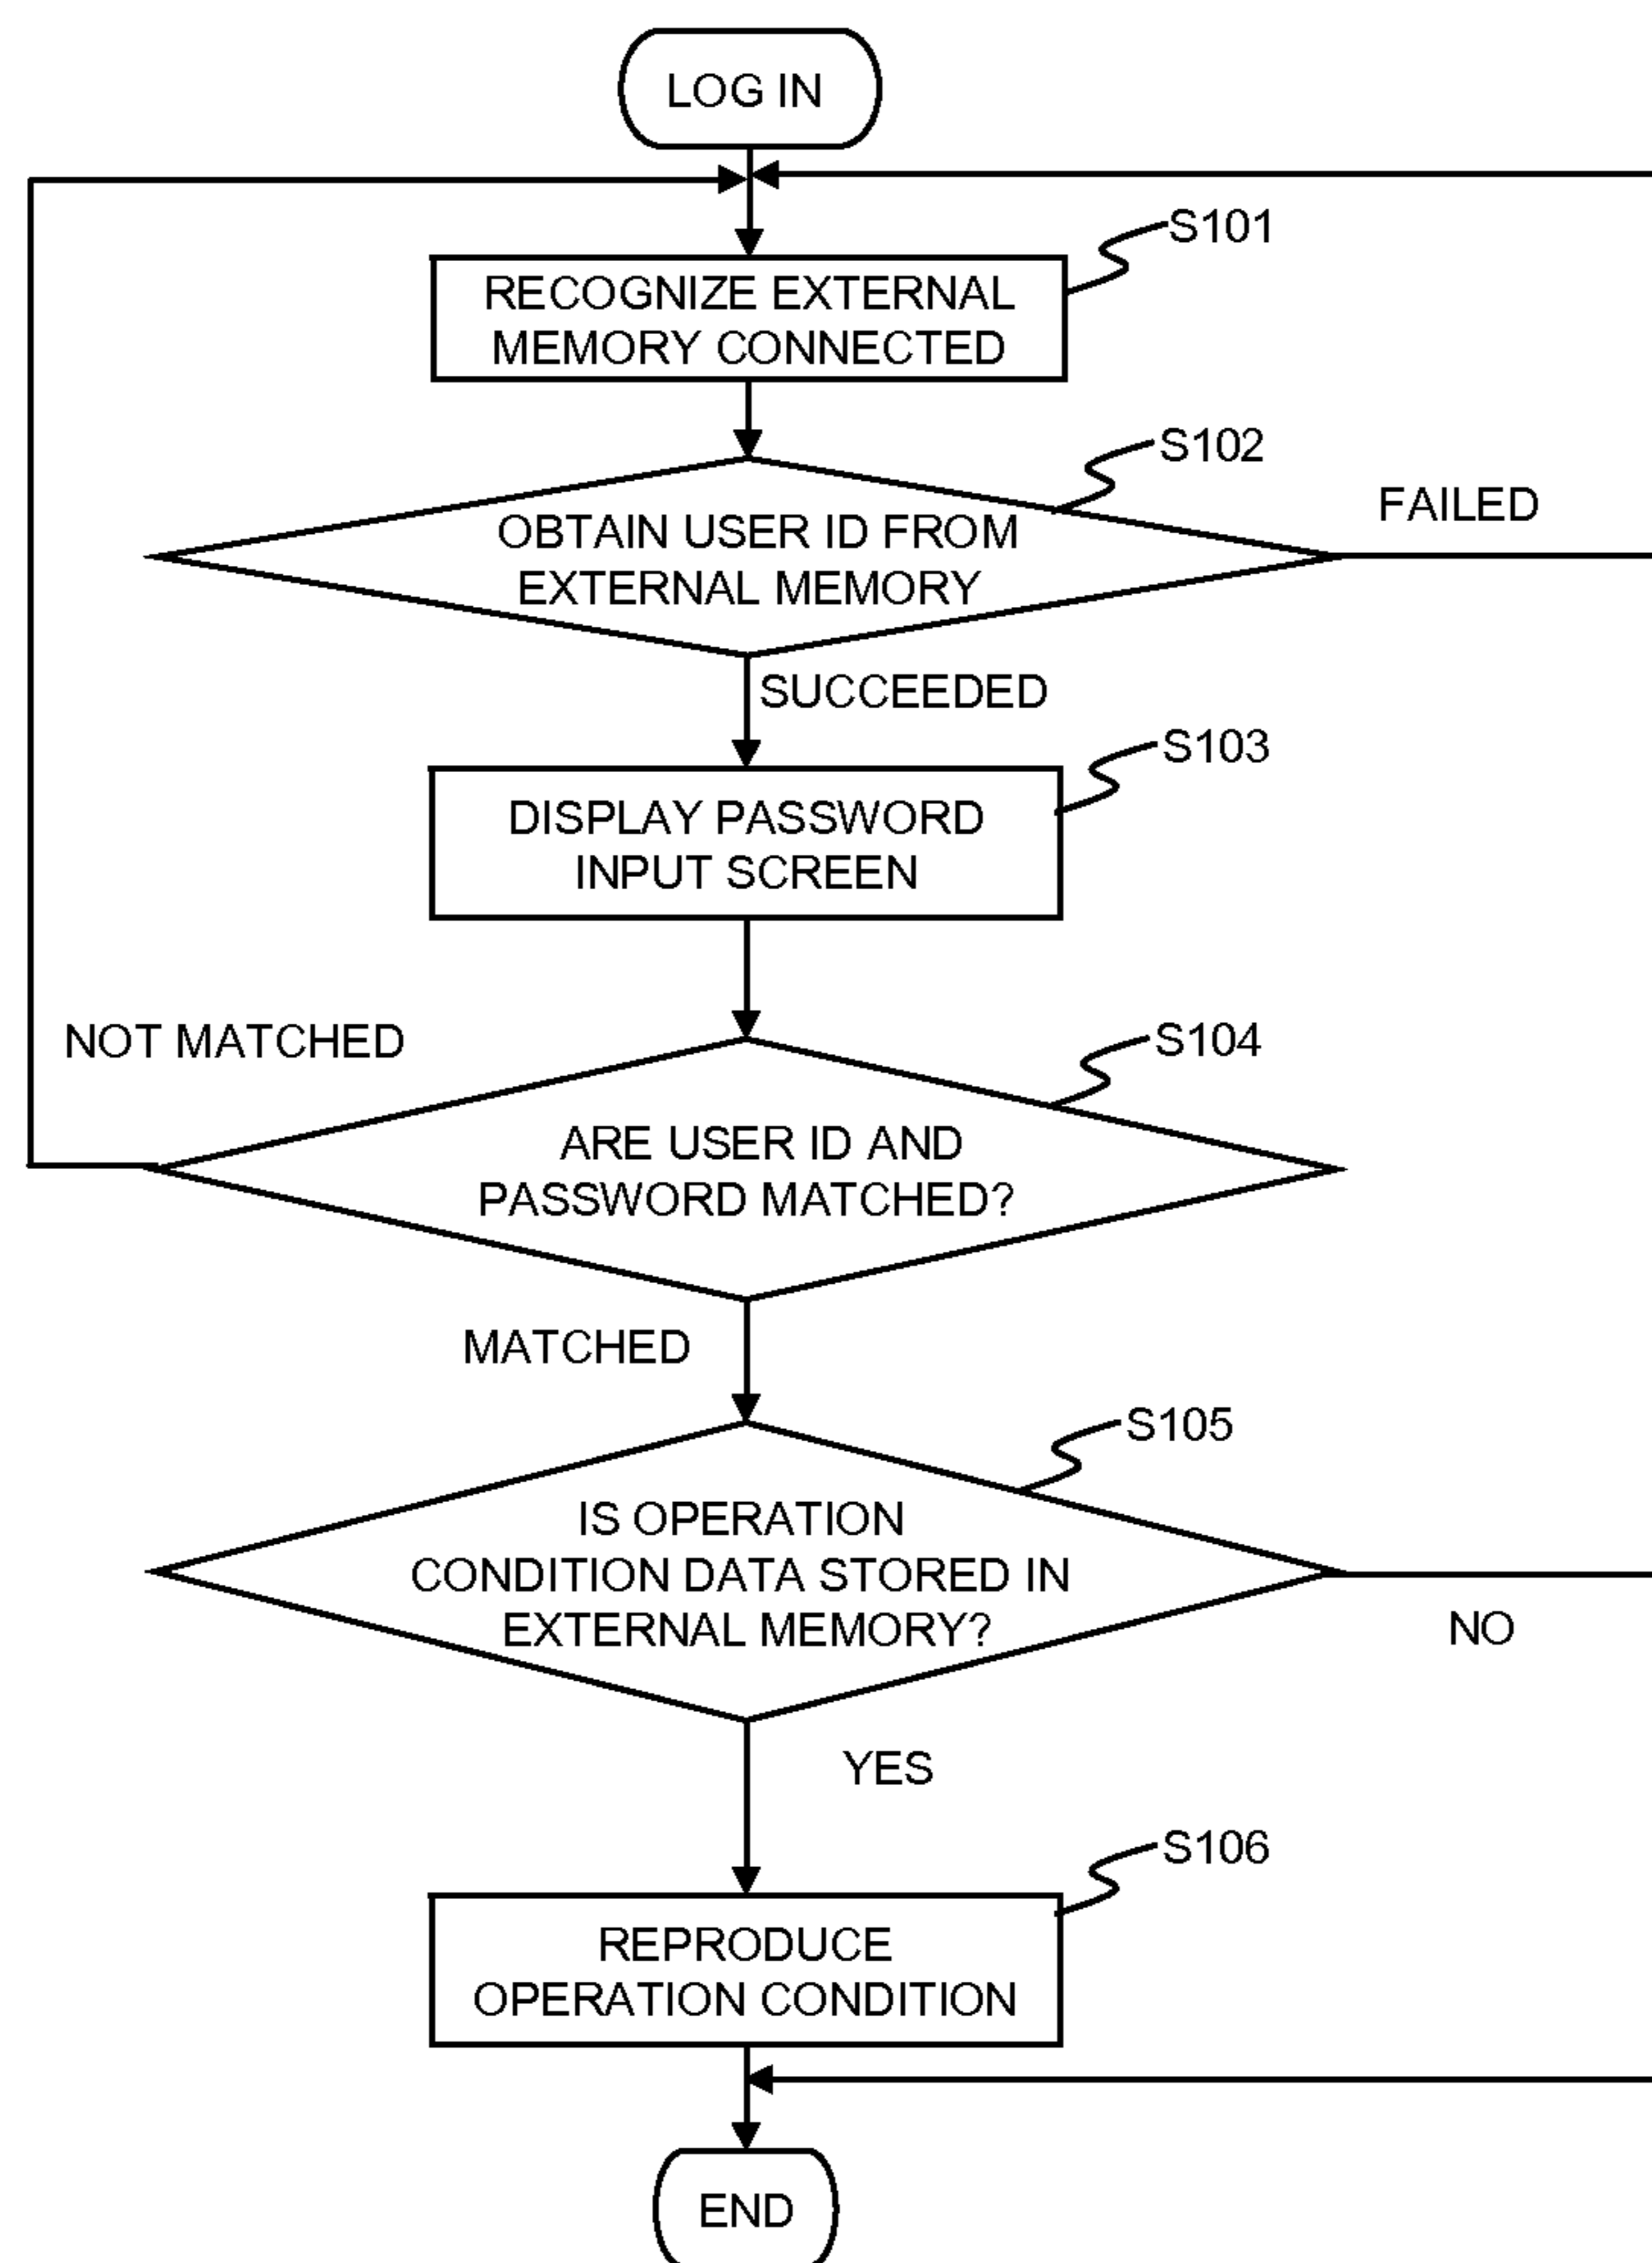 LOG IN
S101
RECOGNIZE EXTERNAL
MEMORY CONNECTED
S102
FAILED
OBTAIN USER ID FROM
EXTERNAL MEMORY
SUCCEEDED
S103
DISPLAY PASSWORD
INPUT SCREEN
NOT MATCHED
S104
ARE USER ID AND
PASSWORD MATCHED?
MATCHED
S105
IS OPERATION
CONDITION DATA STORED IN
EXTERNAL MEMORY?
NO
YES
S106
REPRODUCE
OPERATION CONDITION
END